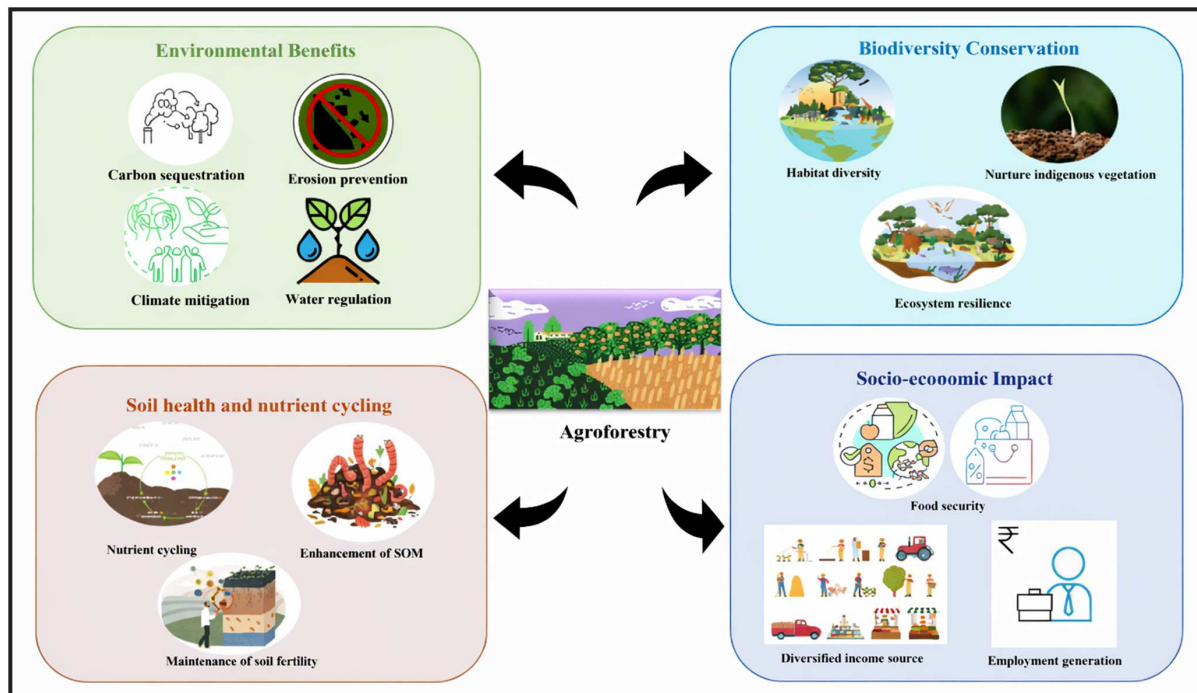 Environmental Benefits
Carbon sequestration
Erosion prevention
Climate mitigation
Water regulation
Biodiversity Conservation
Habitat diversity
Nurture indigenous vegetation
Ecosystem resilience
Agroforestry
Soil health and nutrient cycling
Nutrient cycling
Enhancement of SOM
Maintenance of soil fertility
Socio-economic Impact
$
%
%
Food security
₹
Diversified income source
Employment generation